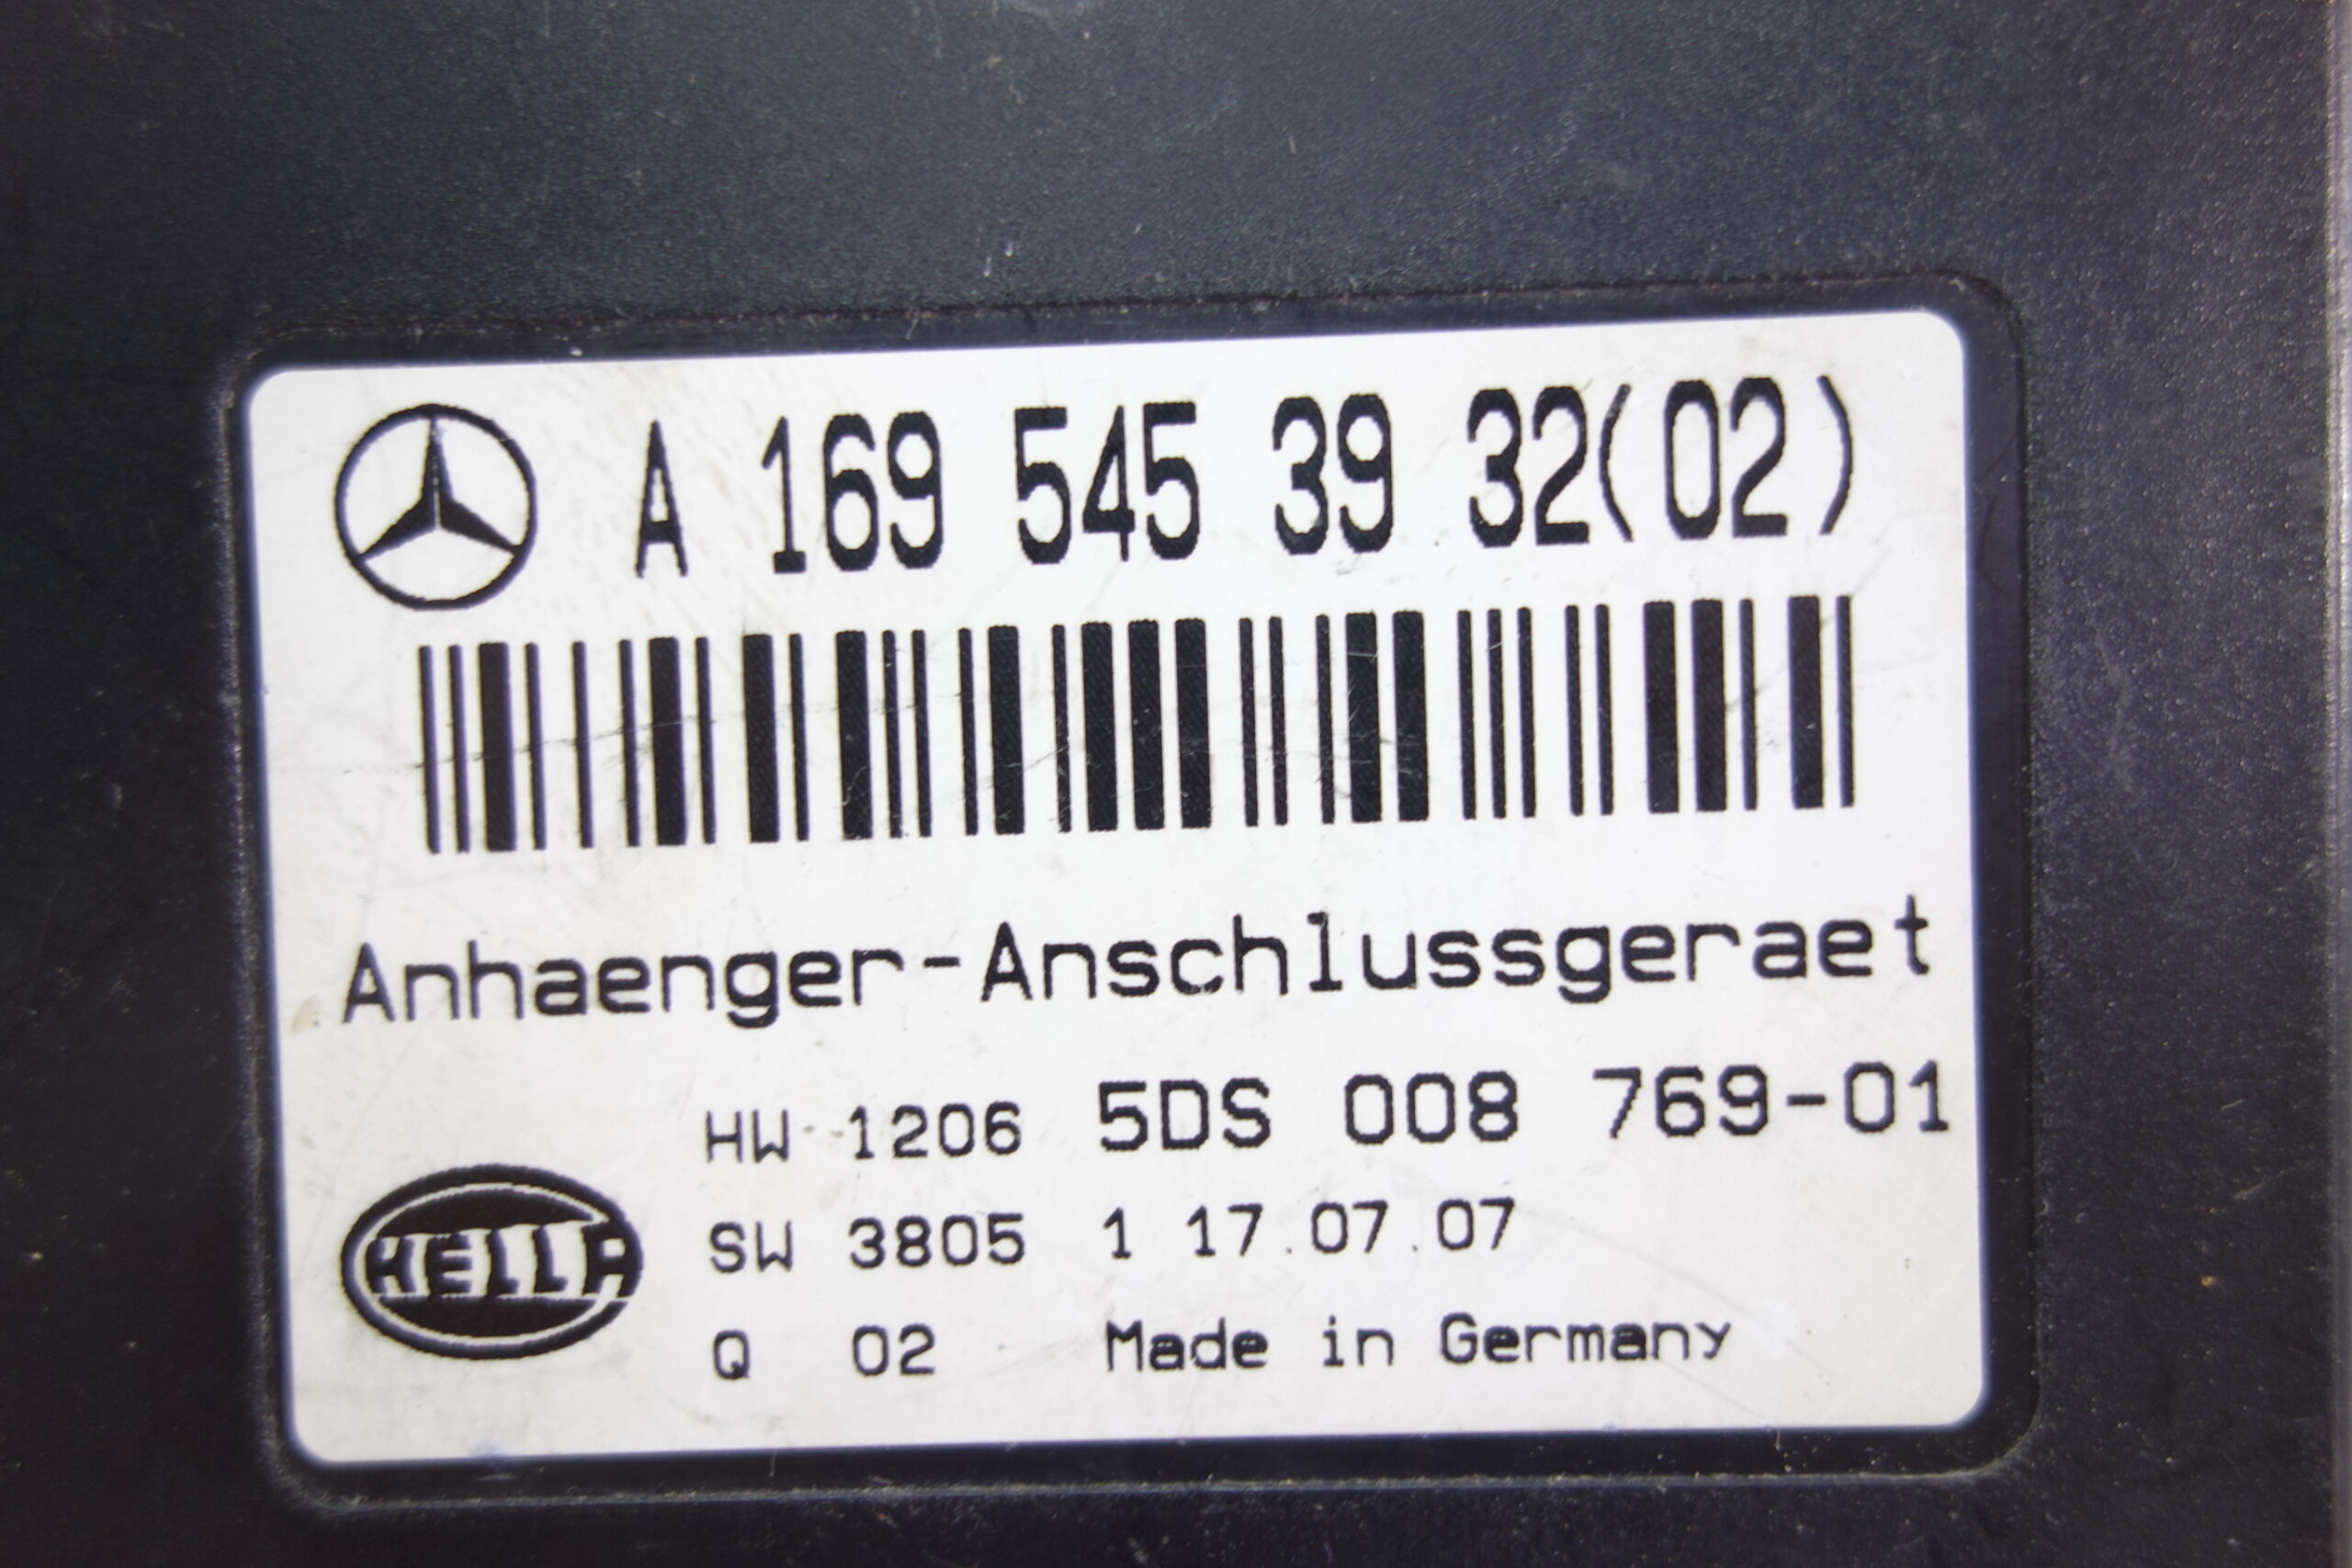 A 169 545 39 32(02)
Anhaenger-Anschlussgeraet
HW 1206 5DS 008 769-01
HELLA SW 3805 1 17.07.07
Q 02 Made in Germany